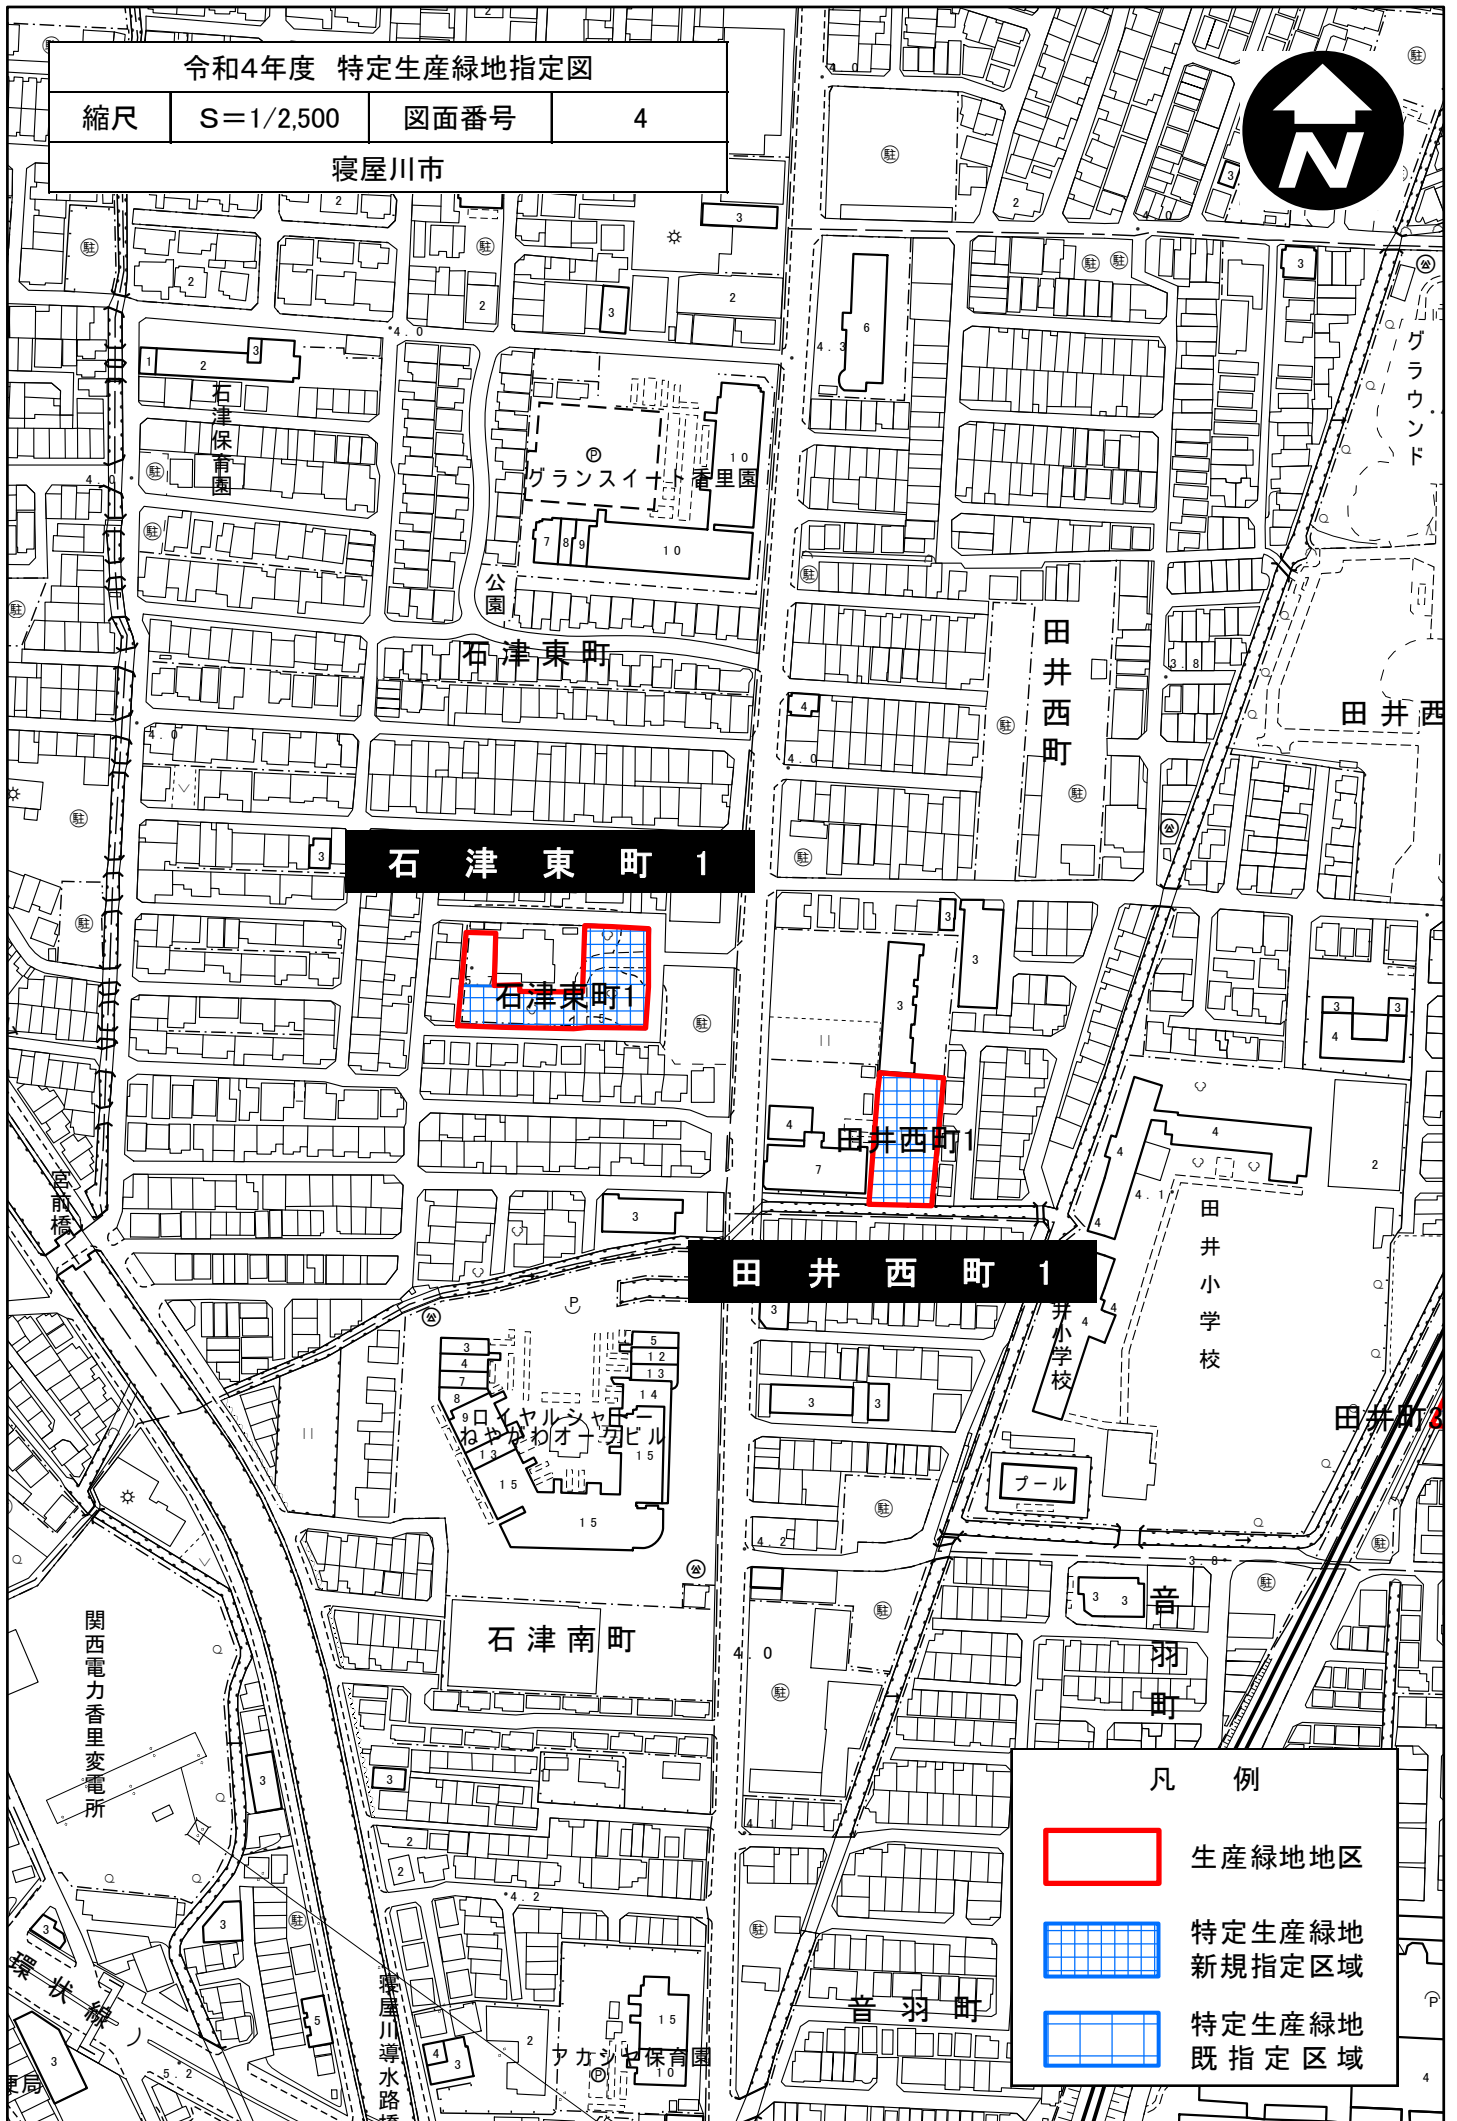 令和4年度 特定生産緑地指定図
縮尺 S=1/2,500 図面番号 4
寝屋川市
N
石津保育園
グランスイート香里園
公園
石津東町
田井西町
グラウンド
田井西
石津東町1
石津東町1
田井西町1
田井西町1
宮前橋
田井小学校
井小学校
プール
田井町3
ロイヤルシャトー
ねやがわオークビル
石津南町
関西電力香里変電所
音羽町
音羽町
環状線
寝屋川導水路橋
アカシヤ保育園
便局
凡例
生産緑地地区
特定生産緑地
新規指定区域
特定生産緑地
既指定区域